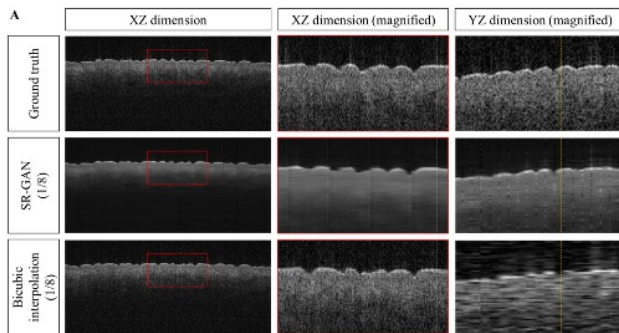 A
XZ dimension
XZ dimension (magnified)
YZ dimension (magnified)
Ground truth
SR-GAN
(1/8)
Bicubic
interpolation
(1/8)